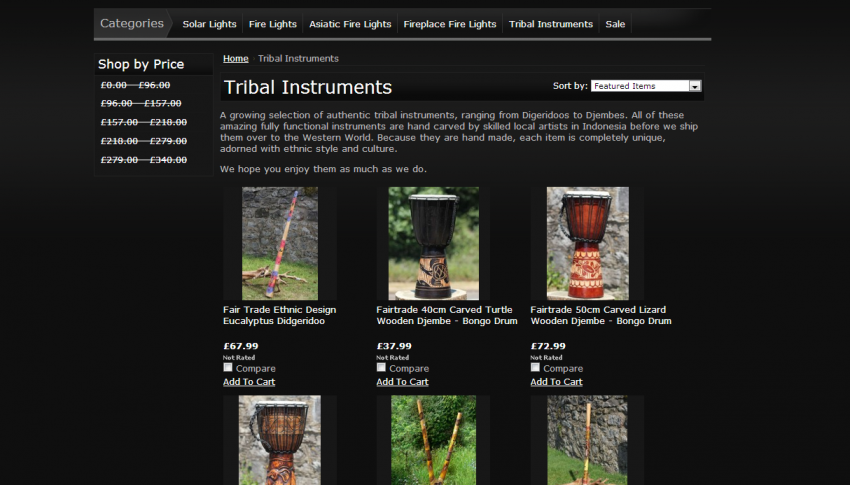 Categories Solar Lights Fire Lights Asiatic Fire Lights Fireplace Fire Lights Tribal Instruments Sale
Shop by Price
£0.00 - £96.00
£96.00 - £157.00
£157.00 - £218.00
£218.00 - £279.00
£279.00 - £340.00
Home Tribal Instruments
Tribal Instruments
Sort by: Featured Items
A growing selection of authentic tribal instruments, ranging from Digeridoos to Djembes. All of these
amazing fully functional instruments are hand carved by skilled local artists in Indonesia before we ship
them over to the Western World. Because they are hand made, each item is completely unique,
adorned with ethnic style and culture.
We hope you enjoy them as much as we do.
Fair Trade Ethnic Design
Eucalyptus Didgeridoo
£67.99
Not Rated
Compare
Add To Cart
Fairtrade 40cm Carved Turtle
Wooden Djembe - Bongo Drum
£37.99
Not Rated
Compare
Add To Cart
Fairtrade 50cm Carved Lizard
Wooden Djembe - Bongo Drum
£72.99
Not Rated
Compare
Add To Cart